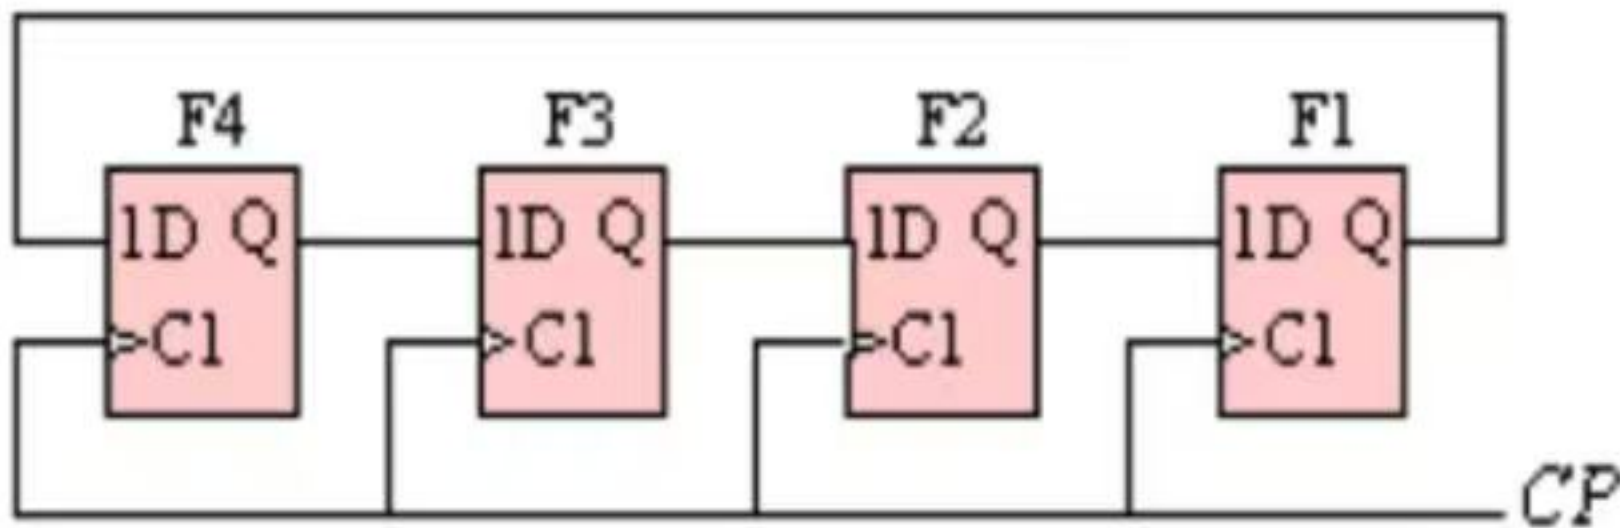 F4 F3 F2 F1
1D Q 1D Q 1D Q 1D Q
C1 C1 C1 C1
CP